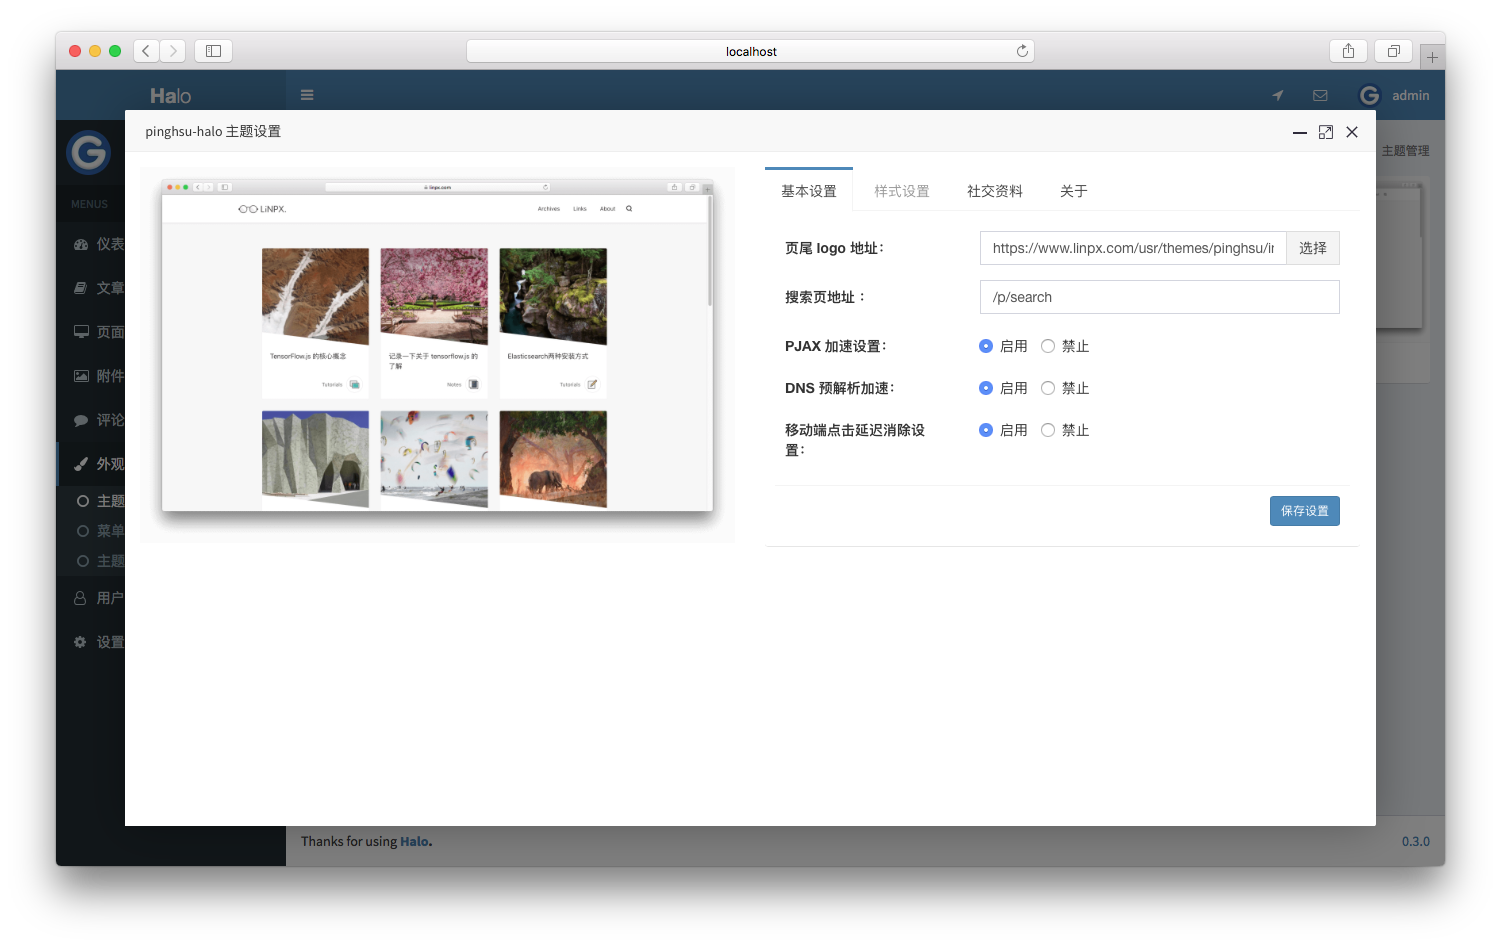 localhost
Halo
admin
pinghsu-halo 主题设置
主题管理
MENUS
仪表
文章
页面
附件
评论
外观
主题
菜单
主题
用户
设置
linpx.com
LiNPX.
Archives Links About
TensorFlow.js 的核心概念
Tutorials
记录一下关于 tensorflow.js 的
了解
Notes
Elasticsearch两种安装方式
Tutorials
基本设置 样式设置 社交资料 关于
页尾 logo 地址： https://www.linpx.com/usr/themes/pinghsu/ir 选择
搜索页地址： /p/search
PJAX 加速设置： 启用 禁止
DNS 预解析加速： 启用 禁止
移动端点击延迟消除设
置： 启用 禁止
保存设置
Thanks for using Halo.
0.3.0